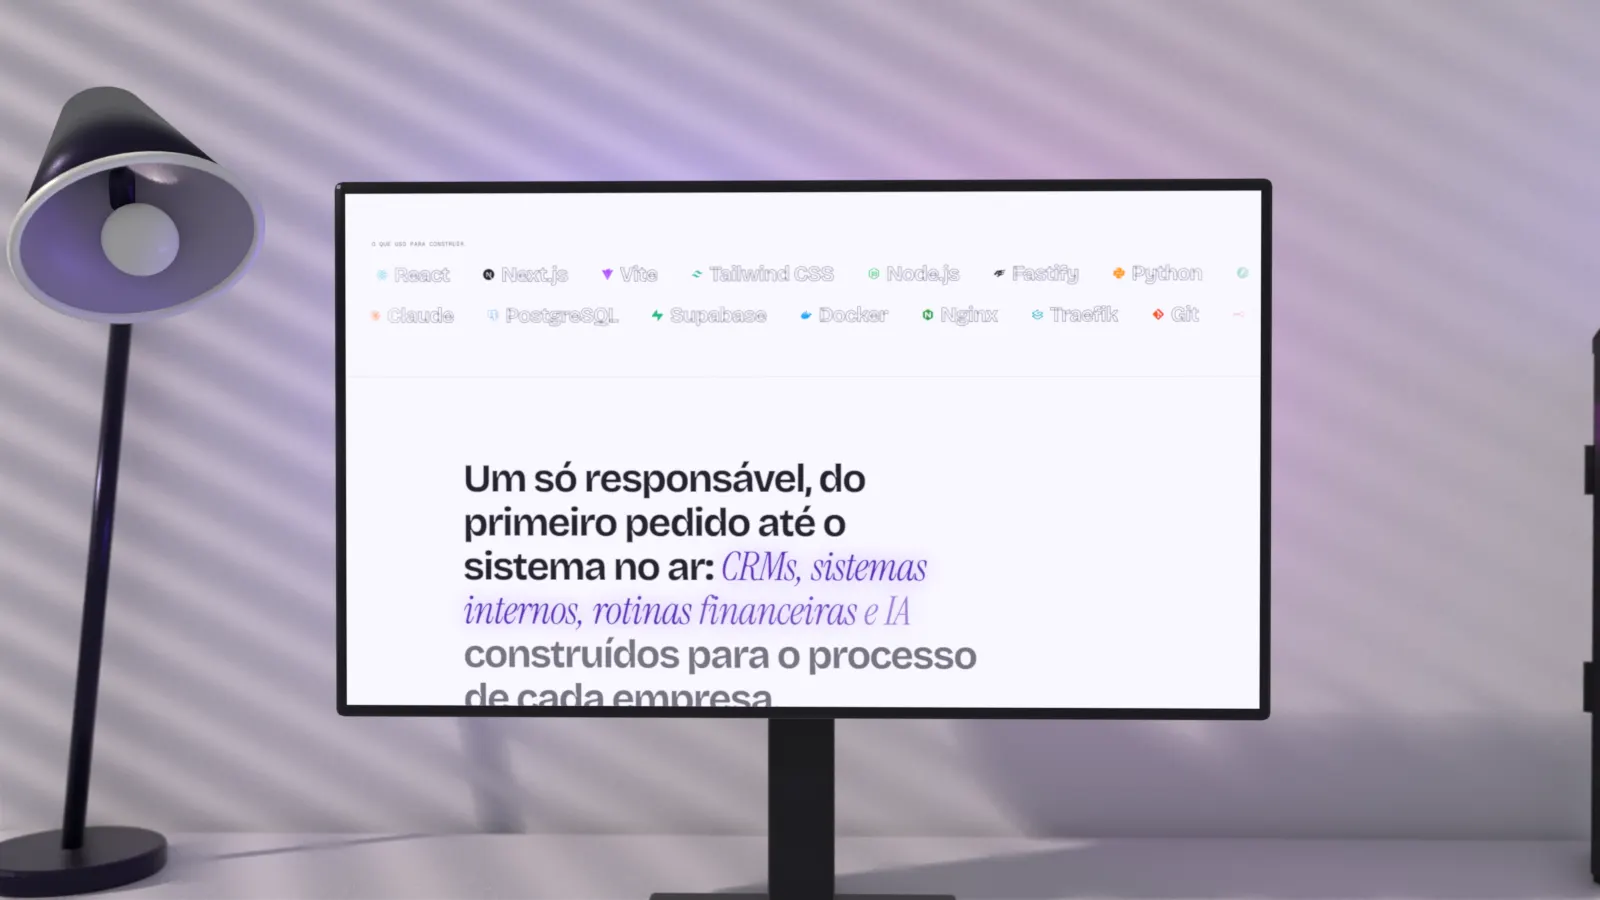 O QUE USO PARA CONSTRUIR.
React Next.js Vite Tailwind CSS Node.js Fastify Python
Claude PostgreSQL Supabase Docker Nginx Traefik Git
Um só responsável, do
primeiro pedido até o
sistema no ar: CRMs, sistemas
internos, rotinas financeiras e IA
construídos para o processo
de cada empresa